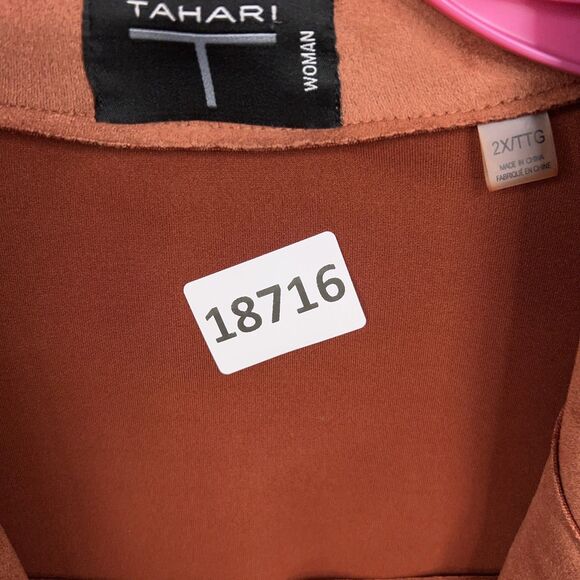 TAHARI
T
WOMAN
2X/TTG
MADE IN CHINA
FABRIQUÉ EN CHINE
18716